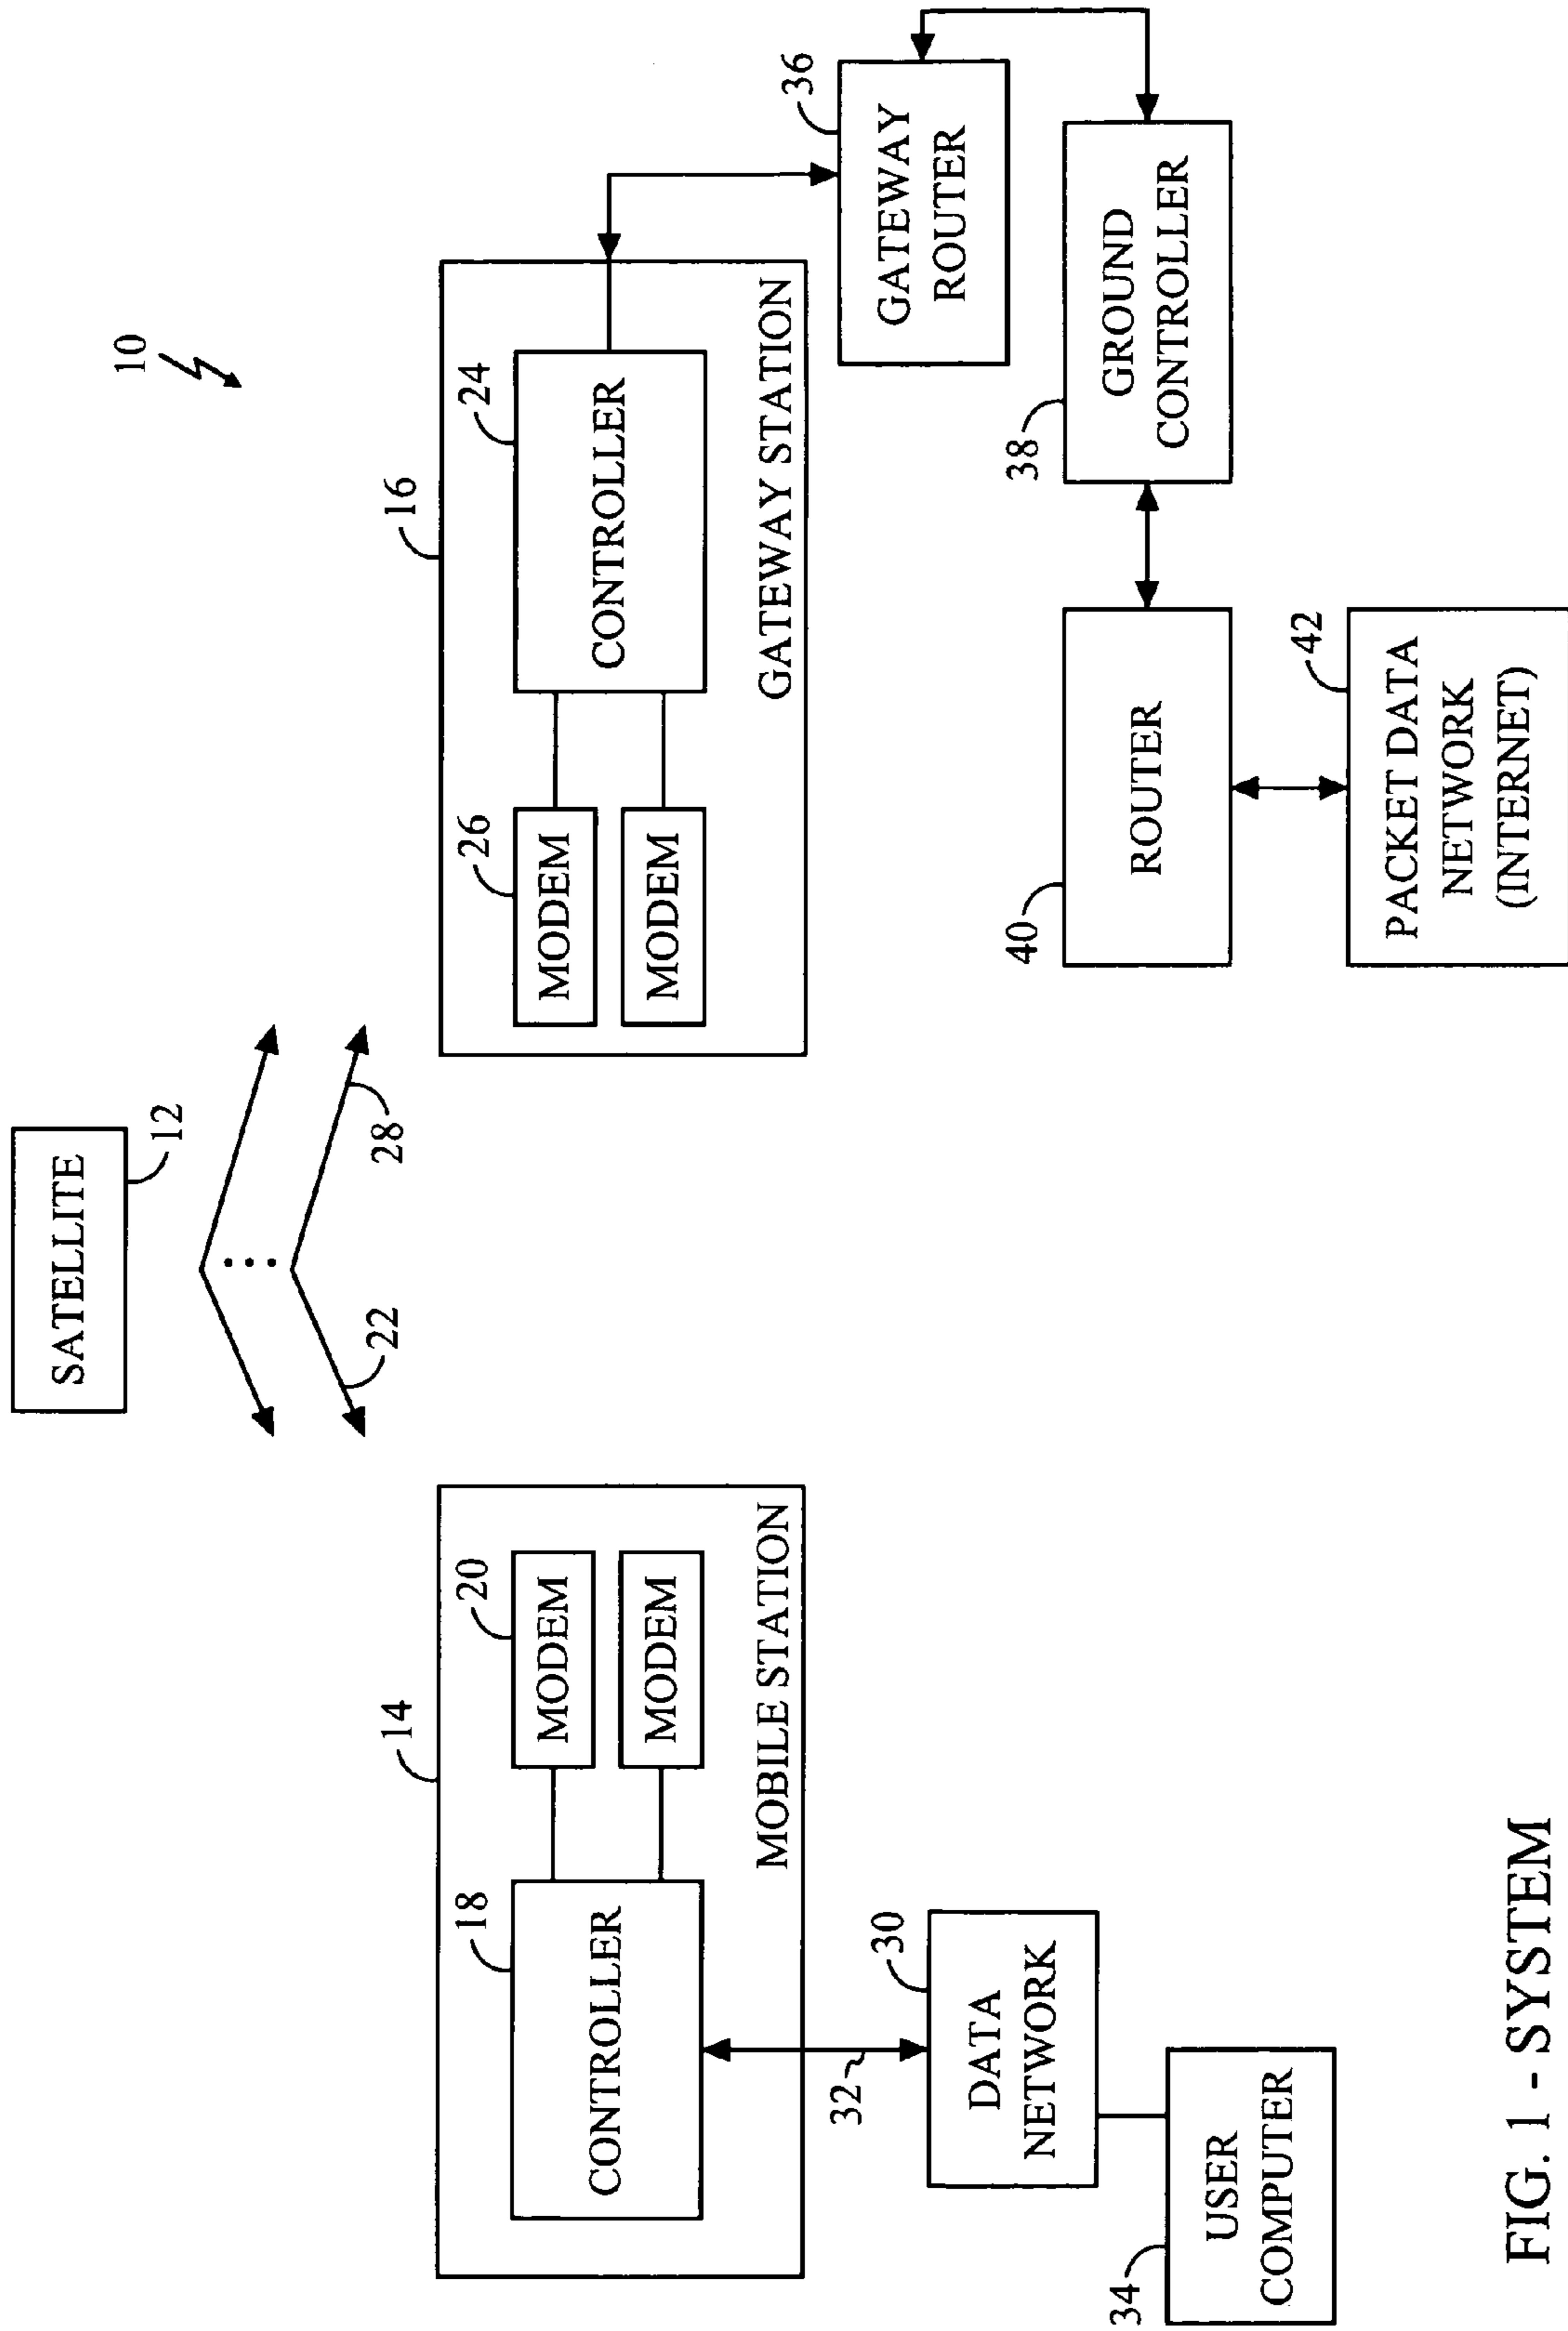 SATELLITE
12
10
22
28
14
18
CONTROLLER
20
MODEM
MODEM
MOBILE STATION
16
26
MODEM
MODEM
24
CONTROLLER
GATEWAY STATION
32
30
DATA
NETWORK
34
USER
COMPUTER
36
GATEWAY
ROUTER
38
GROUND
CONTROLLER
40
ROUTER
42
PACKET DATA
NETWORK
(INTERNET)
FIG. 1 - SYSTEM